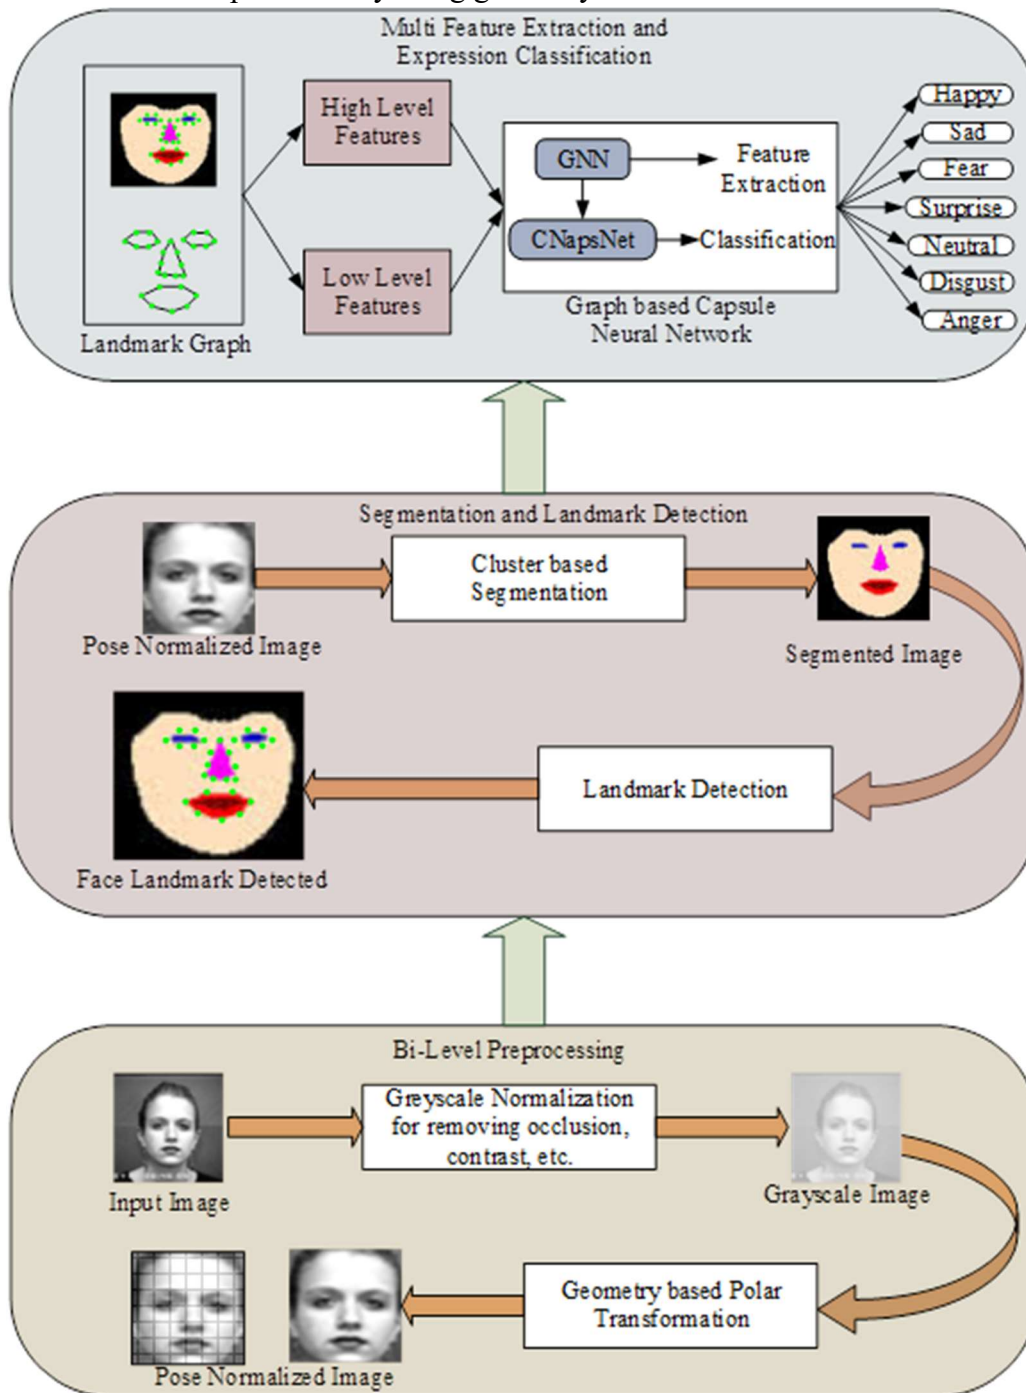 Multi Feature Extraction and
Expression Classification
High Level
Features
Low Level
Features
Landmark Graph
GNN
Feature
Extraction
CNapsNet
Classification
Graph based Capsule
Neural Network
Happy
Sad
Fear
Surprise
Neutral
Disgust
Anger
Segmentation and Landmark Detection
Pose Normalized Image
Cluster based
Segmentation
Segmented Image
Landmark Detection
Face Landmark Detected
Bi-Level Preprocessing
Input Image
Greyscale Normalization
for removing occlusion,
contrast, etc.
Grayscale Image
Geometry based Polar
Transformation
Pose Normalized Image